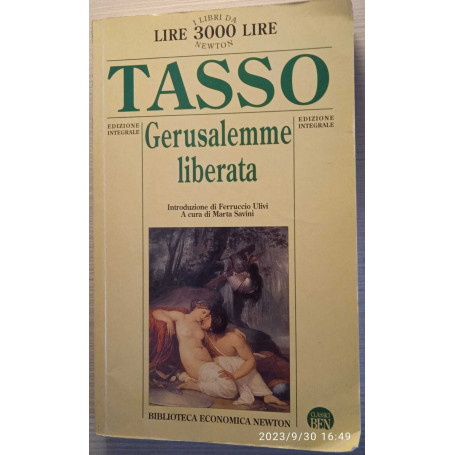 I LIBRI DA
LIRE 3000 LIRE
NEWTON
TASSO
EDIZIONE
INTEGRALE
EDIZIONE
INTEGRALE
Gerusalemme
liberata
Introduzione di Ferruccio Ulivi
A cura di Marta Savini
BIBLIOTECA ECONOMICA NEWTON
CLASSICI
BEN
2023/9/30 16:49